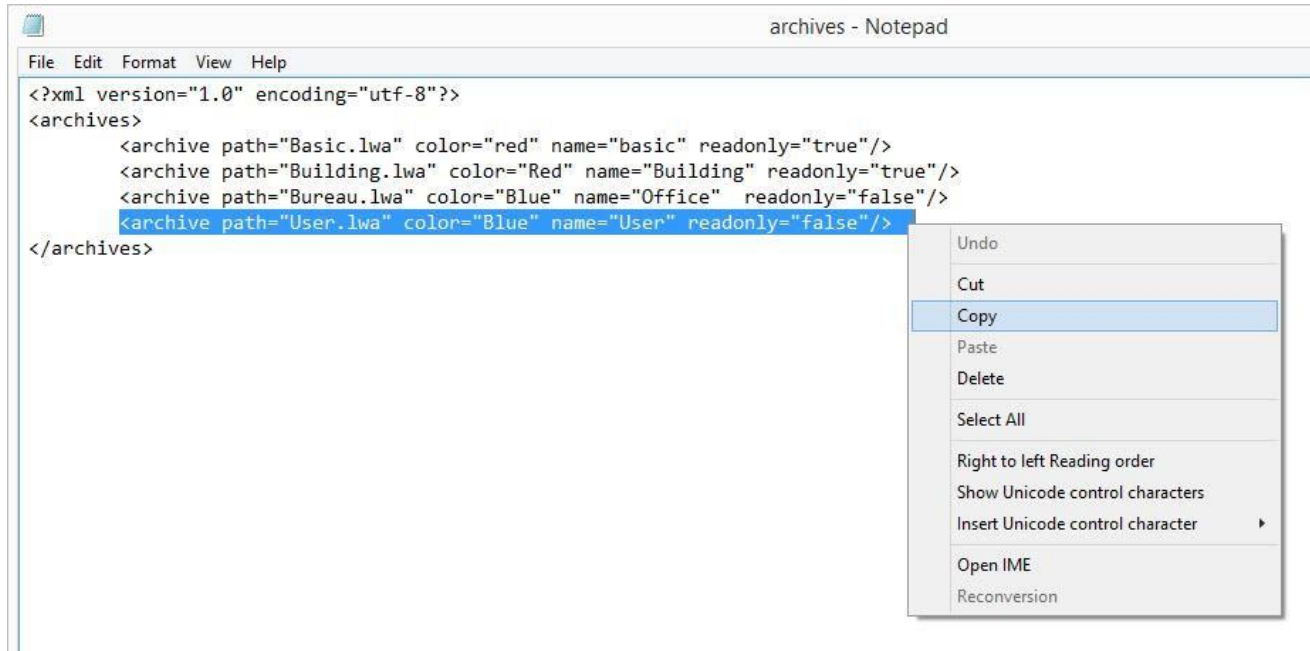 archives - Notepad
File Edit Format View Help
<?xml version="1.0" encoding="utf-8"?>
<archives>
<archive path="Basic.lwa" color="red" name="basic" readonly="true"/>
<archive path="Building.lwa" color="Red" name="Building" readonly="true"/>
<archive path="Bureau.lwa" color="Blue" name="Office"  readonly="false"/>
<archive path="User.lwa" color="Blue" name="User" readonly="false"/>
</archives>
Undo
Cut
Copy
Paste
Delete
Select All
Right to left Reading order
Show Unicode control characters
Insert Unicode control character
Open IME
Reconversion